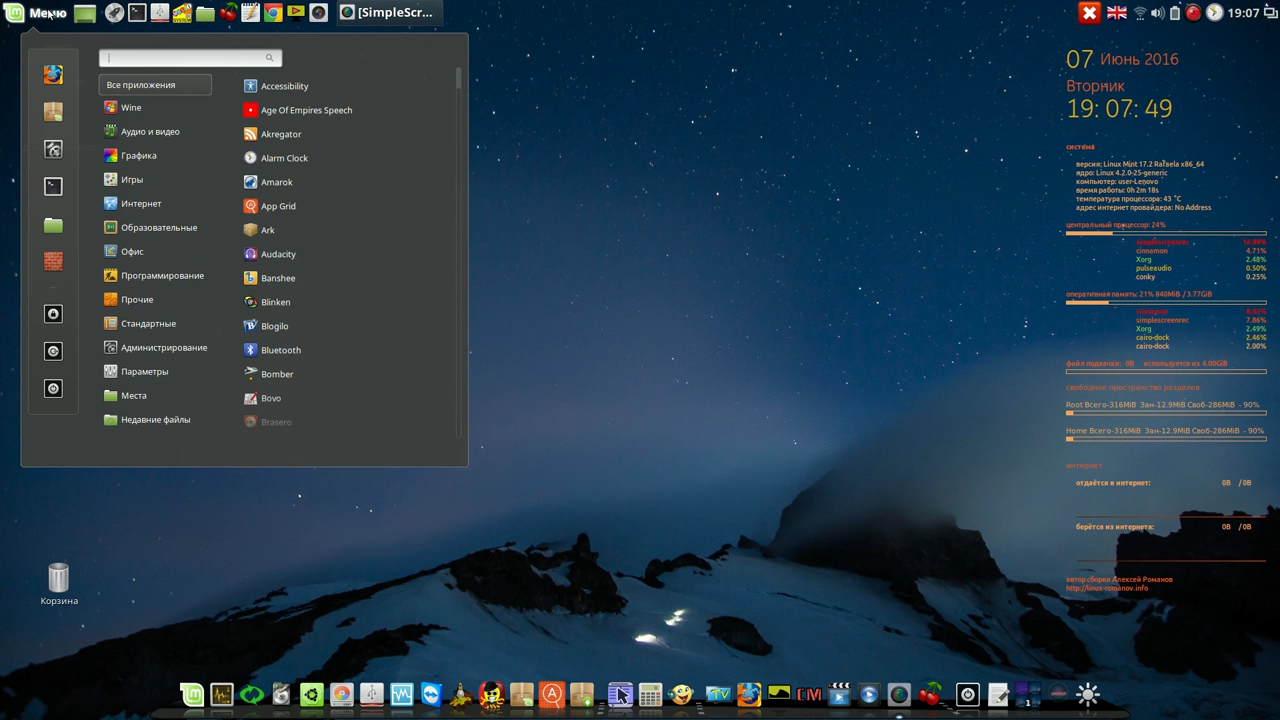 Меню
[SimpleScr...
19:07
Все приложения
Wine
Аудио и видео
Графика
Игры
Интернет
Образовательные
Офис
Программирование
Прочие
Стандартные
Администрирование
Параметры
Места
Недавние файлы
Accessibility
Age Of Empires Speech
Akregator
Alarm Clock
Amarok
App Grid
Ark
Audacity
Banshee
Blinken
Blogilo
Bluetooth
Bomber
Bovo
Brasero
Корзина
07 Июнь 2016
Вторник
19: 07: 49
система
версия: Linux Mint 17.2 Rafaela x86_64
ядро: Linux 4.2.0-25-generic
компьютер: user-Lenovo
время работы: 0h 2m 18s
температура процессора: 43 °C
адрес интернет провайдера: No Address
центральный процессор: 24%
simplescreenrec
cinnamon 4.71%
Xorg 2.48%
pulseaudio 0.50%
conky 0.25%
оперативная память: 21% 840MiB /3.77GiB
cinnamon
simplescreenrec 7.86%
Xorg 2.49%
cairo-dock 2.46%
cairo-dock 2.00%
файл подкачки: 0B используется из 4.00GiB
свободное пространство разделов
Root Всего-316MiB Зан-12.9MiB Своб-286MiB - 90%
Home Всего-316MiB Зан-12.9MiB Своб-286MiB - 90%
интернет
отдаётся в интернет: 0B /0B
берётся из интернета: 0B /0B
автор сборки Алексей Романов
http://linux-romanov.info
TV
1